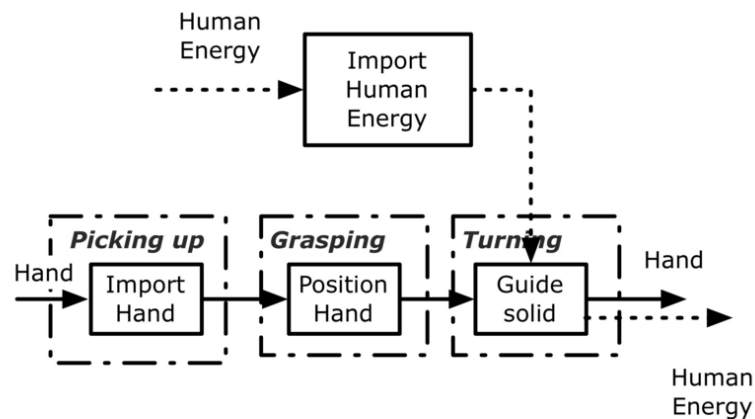 Human
Energy
Import
Human
Energy
Picking up
Grasping
Turning
Hand
Import
Hand
Position
Hand
Guide
solid
Hand
Human
Energy